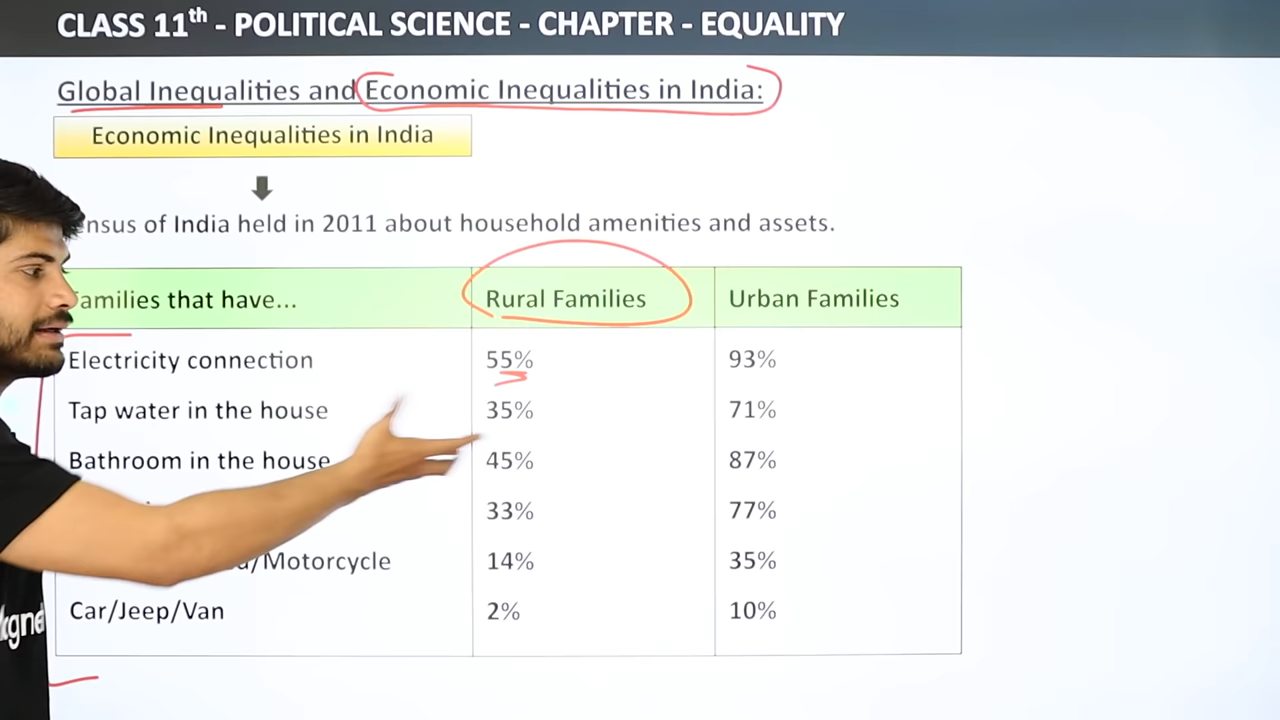 CLASS 11th - POLITICAL SCIENCE - CHAPTER - EQUALITY
Global Inequalities and Economic Inequalities in India:
Economic Inequalities in India
nsus of India held in 2011 about household amenities and assets.
amilies that have... Rural Families Urban Families
Electricity connection 55% 93%
Tap water in the house 35% 71%
Bathroom in the house 45% 87%
33% 77%
/Motorcycle 14% 35%
Car/Jeep/Van 2% 10%